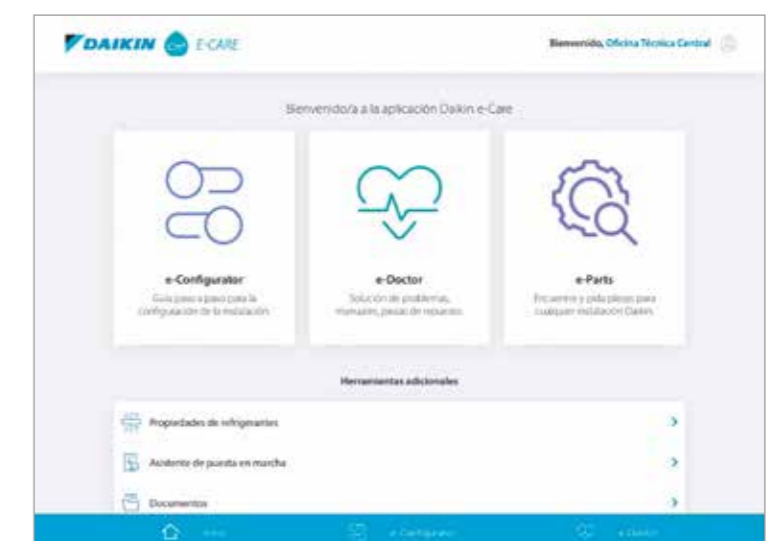 DAIKIN E-CARE
Bienvenido, Oficina Técnica Central
Bienvenido/a a la aplicación Daikin e-Care
e-Configurator
Guía paso a paso para la
configuración de la instalación.
e-Doctor
Solución de problemas,
manuales, piezas de repuesto.
e-Parts
Encuentre y pida piezas para
cualquier instalación Daikin.
Herramientas adicionales
Propiedades de refrigerantes
Asistente de puesta en marcha
Documentos
e-Configurator
e-Doctor